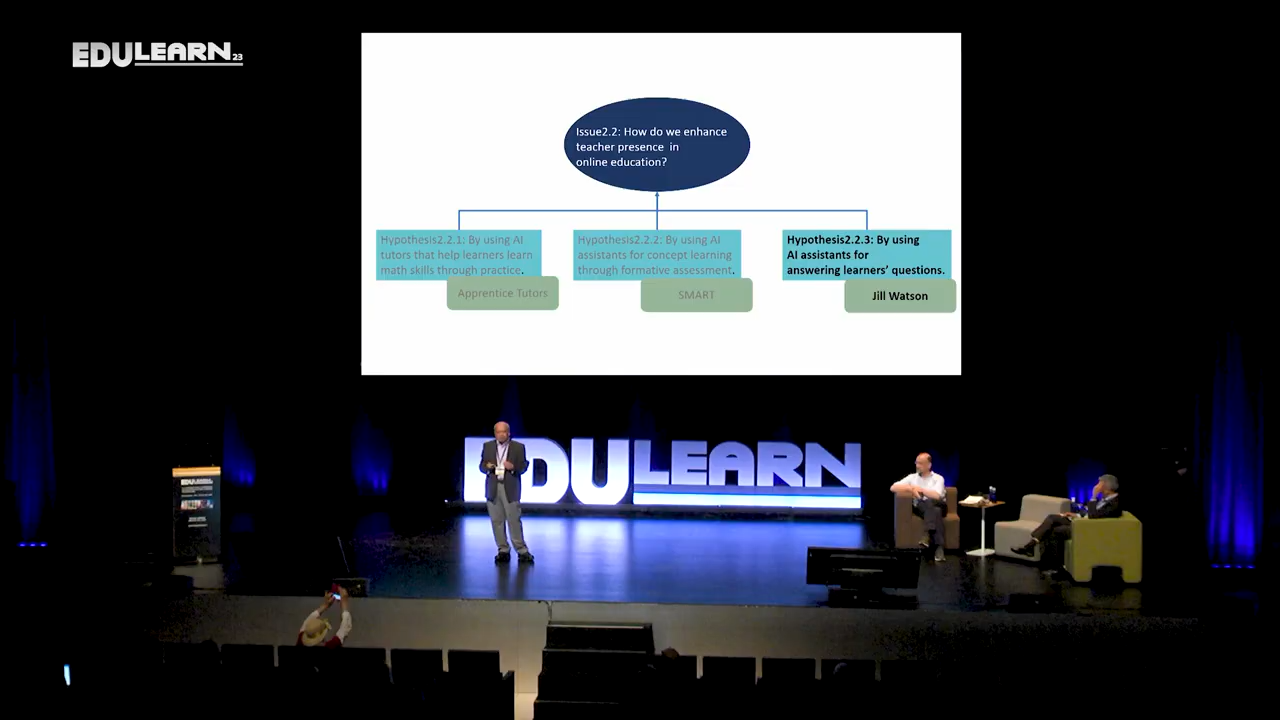 EDULEARN23
Issue2.2: How do we enhance
teacher presence in
online education?
Hypothesis2.2.1: By using AI
tutors that help learners learn
math skills through practice.
Apprentice Tutors
Hypothesis2.2.2: By using AI
assistants for concept learning
through formative assessment.
SMART
Hypothesis2.2.3: By using
AI assistants for
answering learners’ questions.
Jill Watson
EDULEARN
EDULEARN